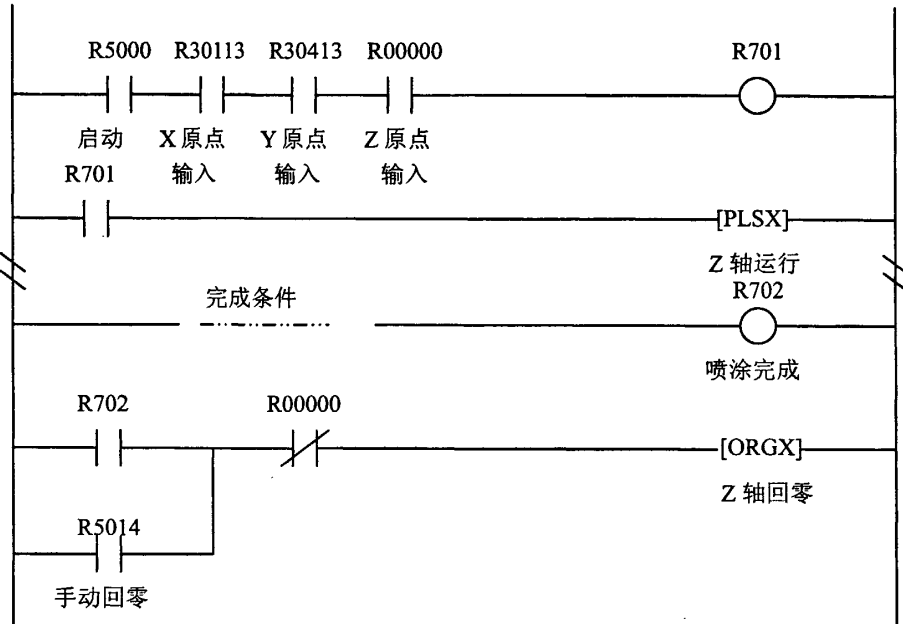 R5000 R30113 R30413 R00000 R701
启动 X原点 Y原点 Z原点
R701 输入 输入 输入
[PLSX]
Z轴运行
完成条件 R702
喷涂完成
R702 R00000
[ORGX]
Z轴回零
R5014
手动回零